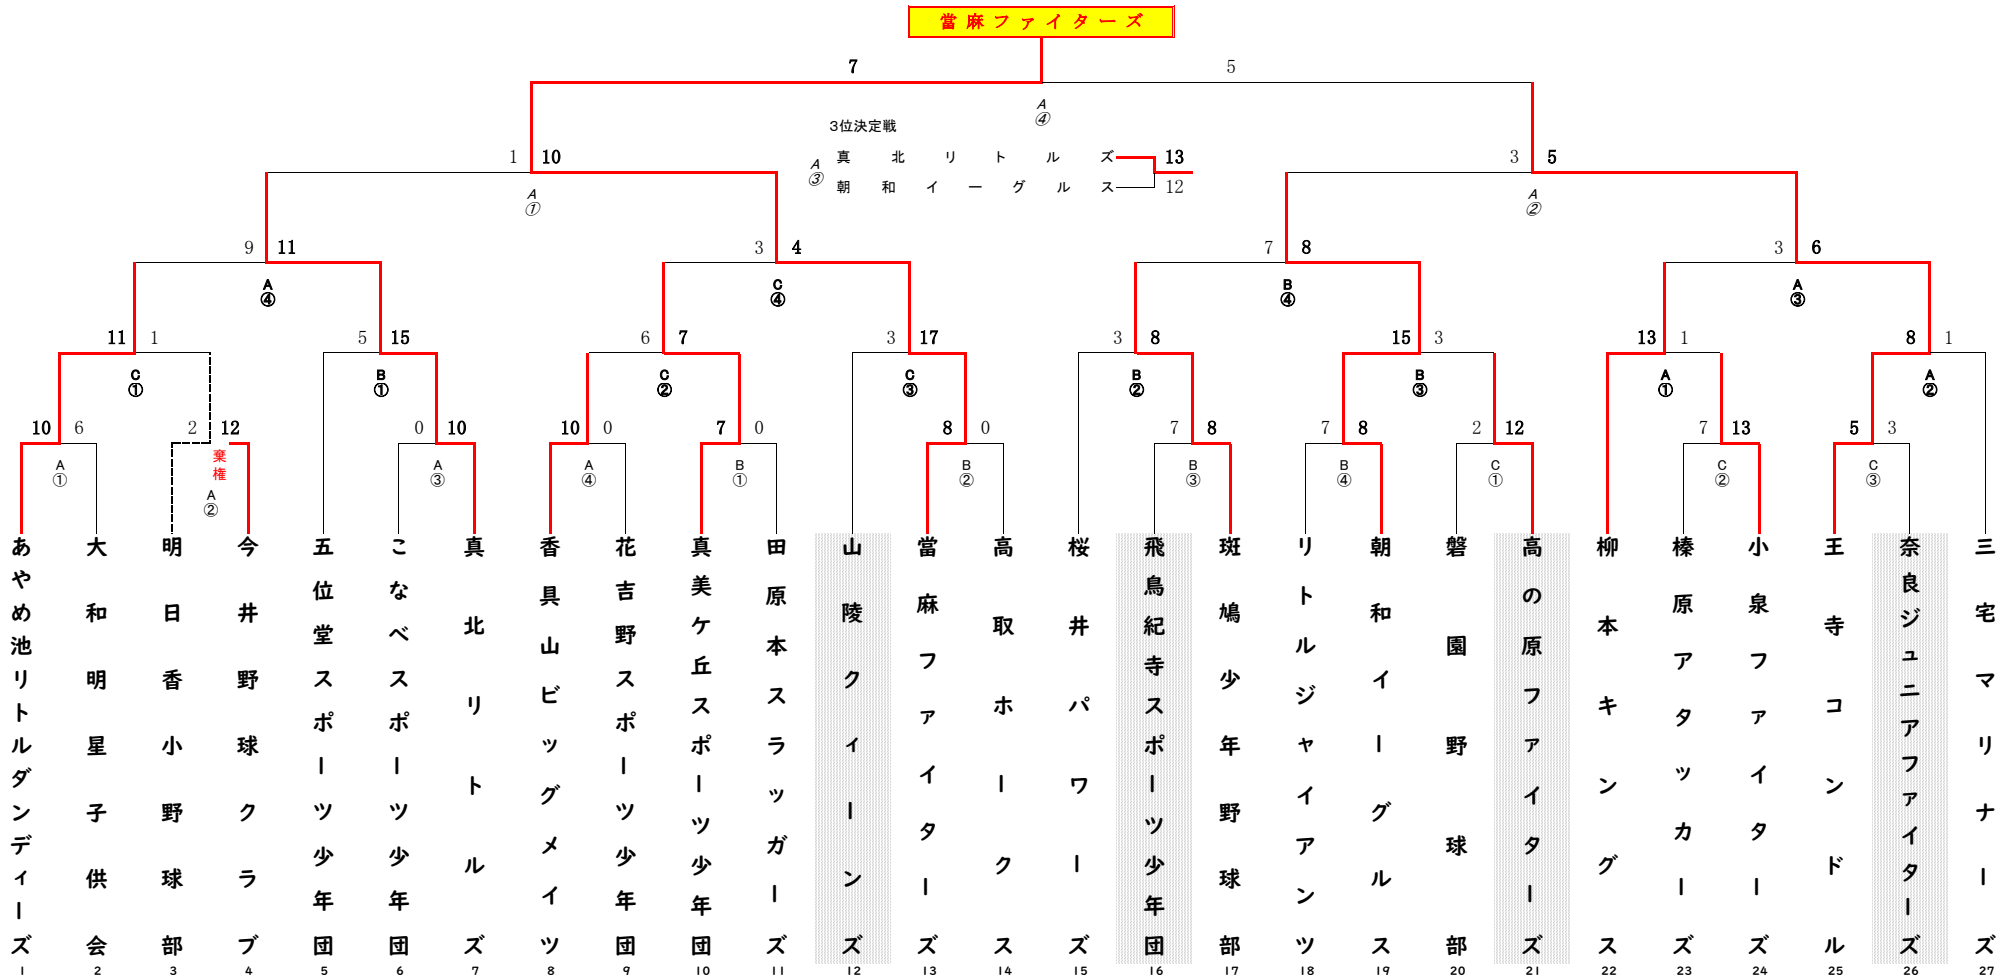 當麻ファイターズ
7 5
A
④
3位決定戦
1 10
A
③
真北リトルズ 13
朝和イーグルス 12
3 5
A
①
A
②
9 11
3 4
7 8
3 6
A
④
C
④
B
④
A
③
11 1
5 15
6 7
3 17
3 8
15 3
13 1
8 1
C
①
B
①
C
②
C
③
B
②
B
③
A
①
A
②
10 6
2 12
0 10
10 0
7 0
8 0
7 8
7 8
2 12
7 13
5 3
棄権
A
①
A
②
A
③
A
④
B
①
B
②
B
③
B
④
C
①
C
②
C
③
あやめ池リトルダンディーズ
大和明星子供会
明日香小野球部
今井野球クラブ
五位堂スポーツ少年団
こなべスポーツ少年団
真北リトルズ
香具山ビッグメイツ
花吉野スポーツ少年団
真美ケ丘スポーツ少年団
田原本スラッガーズ
山陵クィーンズ
當麻ファイターズ
高取ホークス
桜井パワーズ
飛鳥紀寺スポーツ少年団
斑鳩少年野球部
リトルジャイアンツ
朝和イーグルス
磐園野球部
高の原ファイターズ
柳本キングス
榛原アタッカーズ
小泉ファイターズ
王寺コンドル
奈良ジュニアファイターズ
三宅マリナーズ
1 2 3 4 5 6 7 8 9 10 11 12 13 14 15 16 17 18 19 20 21 22 23 24 25 26 27